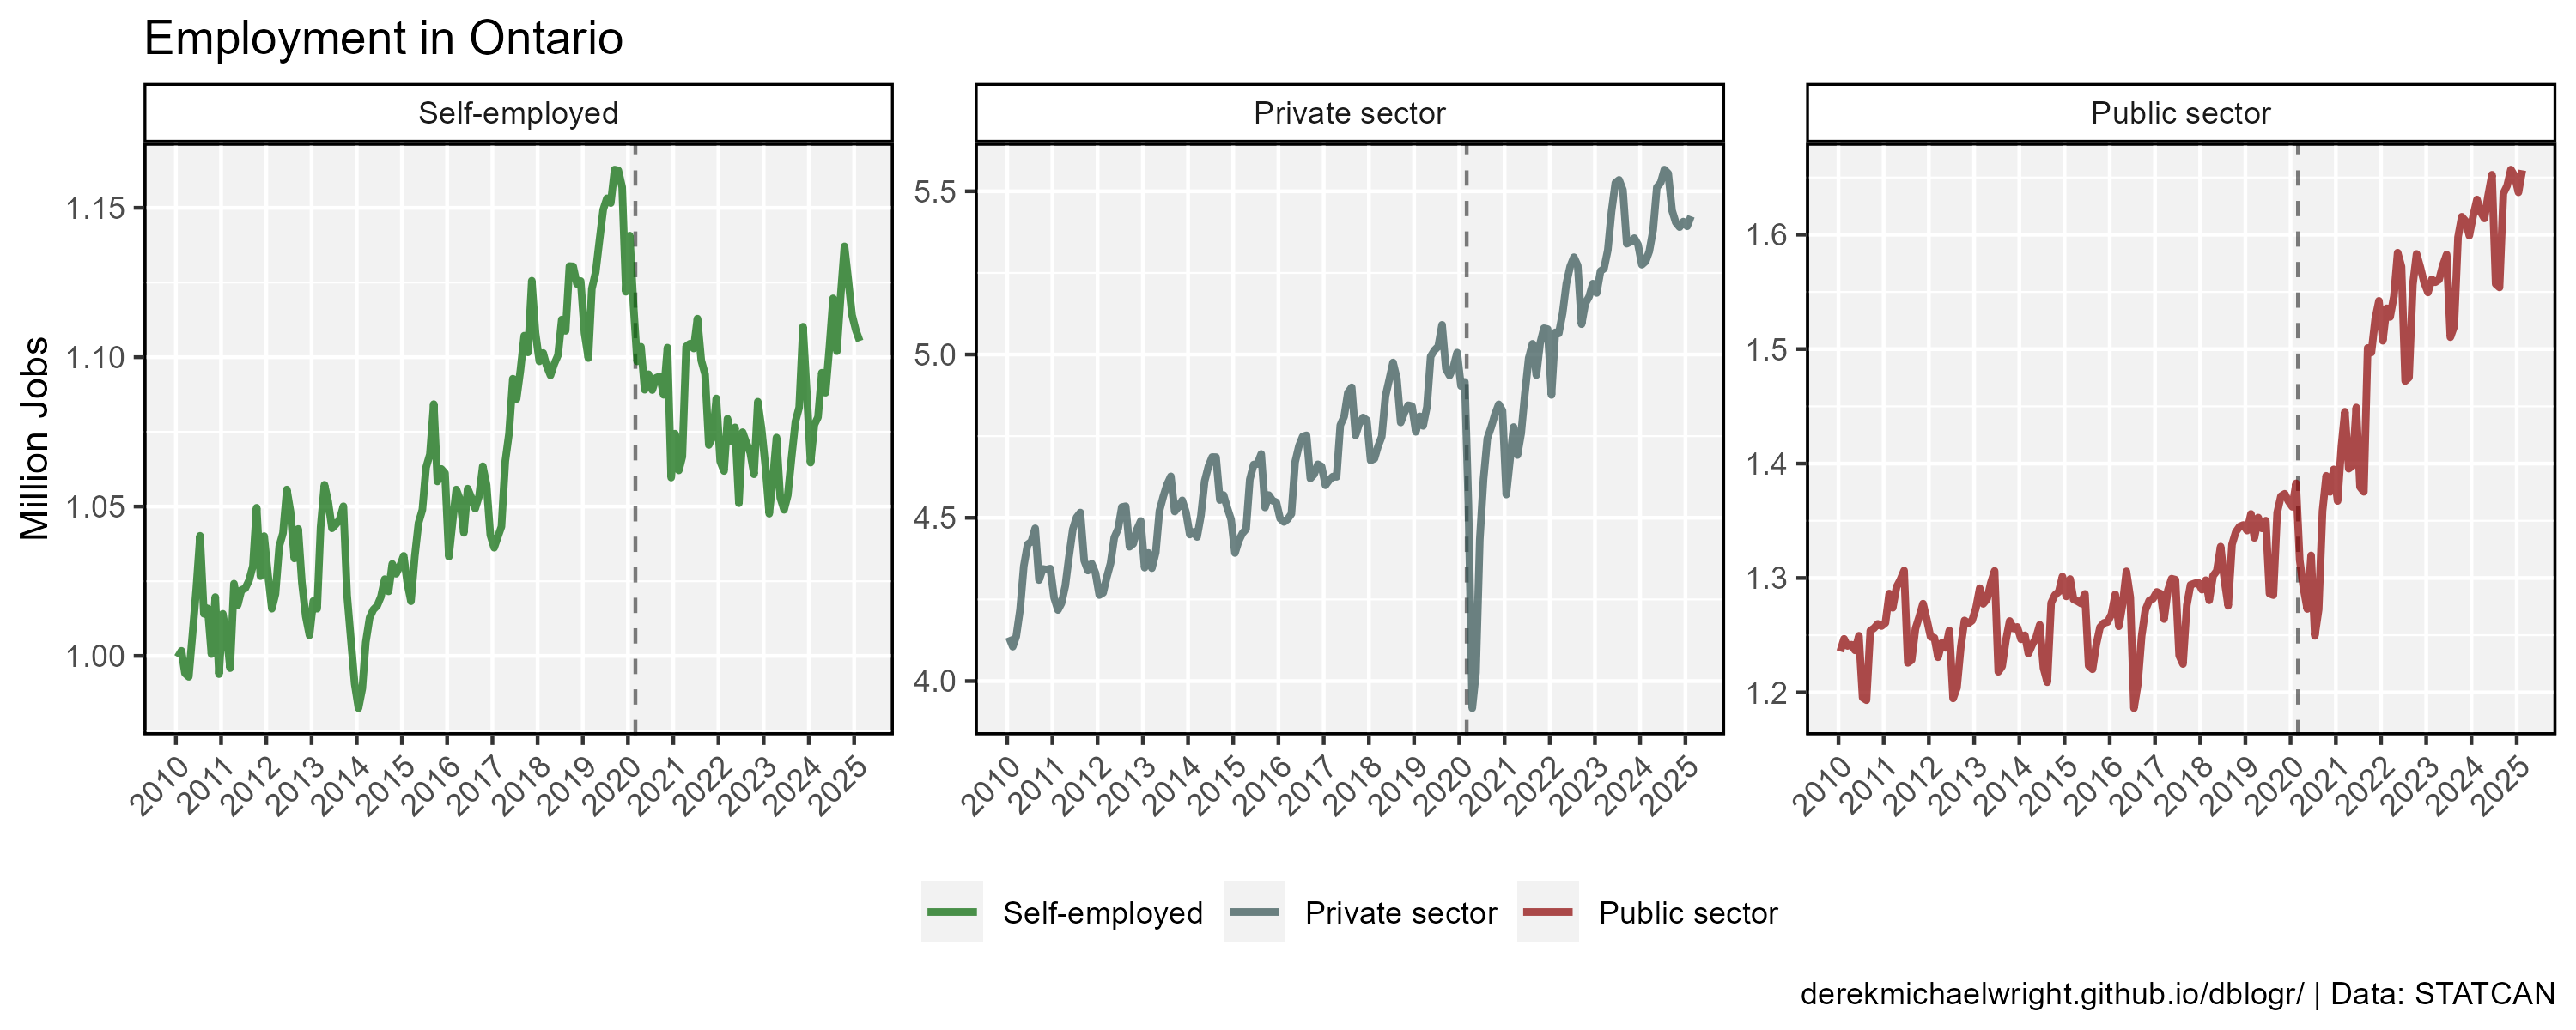 Employment in Ontario
Self-employed
Private sector
Public sector
Million Jobs
1.15
1.10
1.05
1.00
5.5
5.0
4.5
4.0
1.6
1.5
1.4
1.3
1.2
2010 2011 2012 2013 2014 2015 2016 2017 2018 2019 2020 2021 2022 2023 2024 2025
2010 2011 2012 2013 2014 2015 2016 2017 2018 2019 2020 2021 2022 2023 2024 2025
2010 2011 2012 2013 2014 2015 2016 2017 2018 2019 2020 2021 2022 2023 2024 2025
Self-employed Private sector Public sector
derekmichaelwright.github.io/dblogr/ | Data: STATCAN